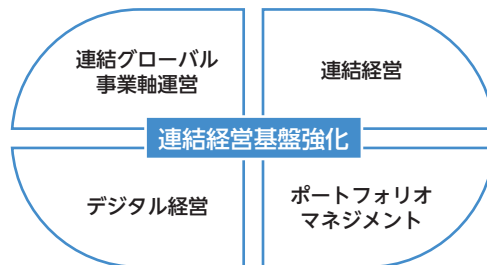 連結グローバル
事業軸運営
連結経営
連結経営基盤強化
デジタル経営
ポートフォリオ
マネジメント